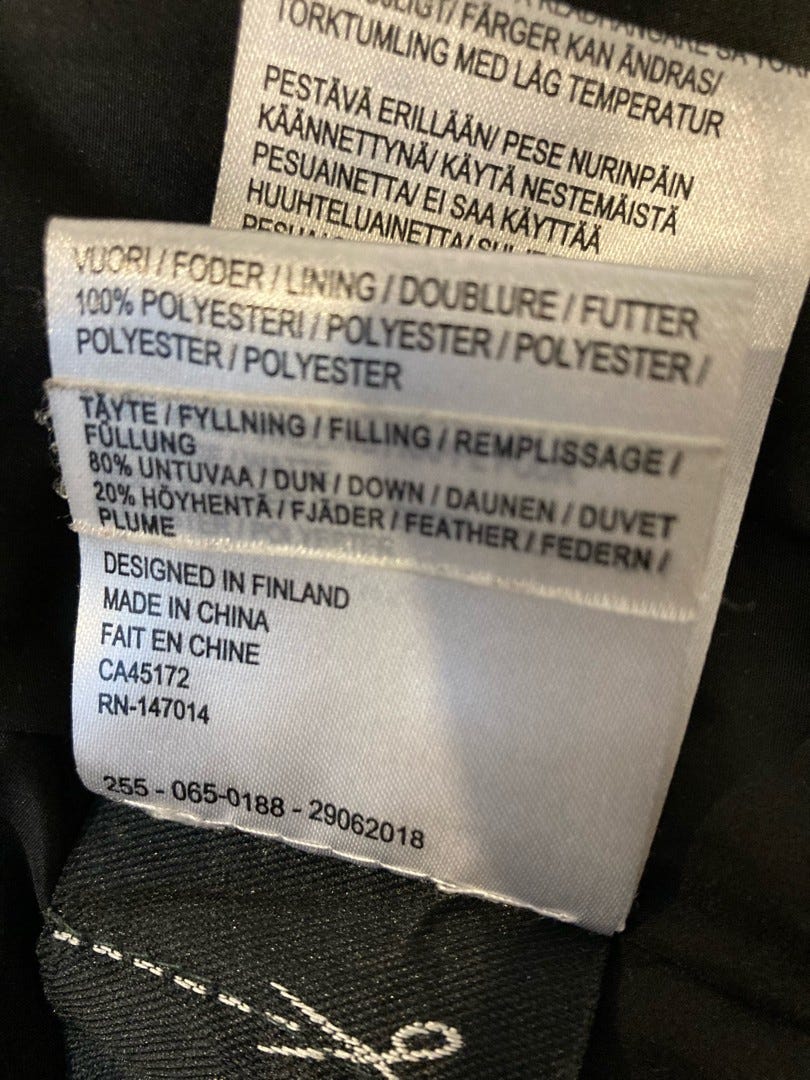 FÄRGER KAN ÄNDRAS/
TORKTUMLING MED LÅG TEMPERATUR
PESTÄVÄ ERILLÄÄN/ PESE NURINPÄIN
KÄÄNNETTYNÄ/ KÄYTÄ NESTEMÄISTÄ
PESUAINETTA/ EI SAA KÄYTTÄÄ
HUUHTELUAINETTA/
VUORI / FODER / LINING / DOUBLURE / FUTTER
100% POLYESTERI / POLYESTER / POLYESTER /
POLYESTER / POLYESTER
TÄYTE / FYLLNING / FILLING / REMPLISSAGE /
FÜLLUNG
80% UNTUVAA / DUN / DOWN / DAUNEN / DUVET
20% HÖYHENTÄ / FJÄDER / FEATHER / FEDERN /
PLUME
DESIGNED IN FINLAND
MADE IN CHINA
FAIT EN CHINE
CA45172
RN-147014
255 - 065-0188 - 29062018